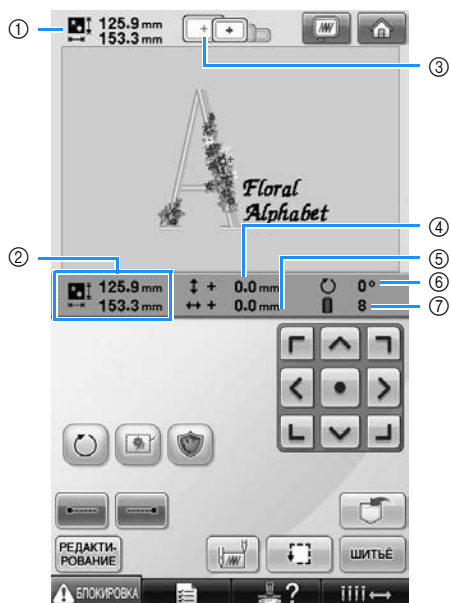 ① 125.9 mm
153.3 mm
③
Floral
Alphabet
②
④
⑤
125.9 mm + 0.0 mm 0° ⑥
153.3 mm + 0.0 mm 8 ⑦
РЕДАКТИ-
РОВАНИЕ
ШИТЬЁ
БЛОКИРОВКА ?